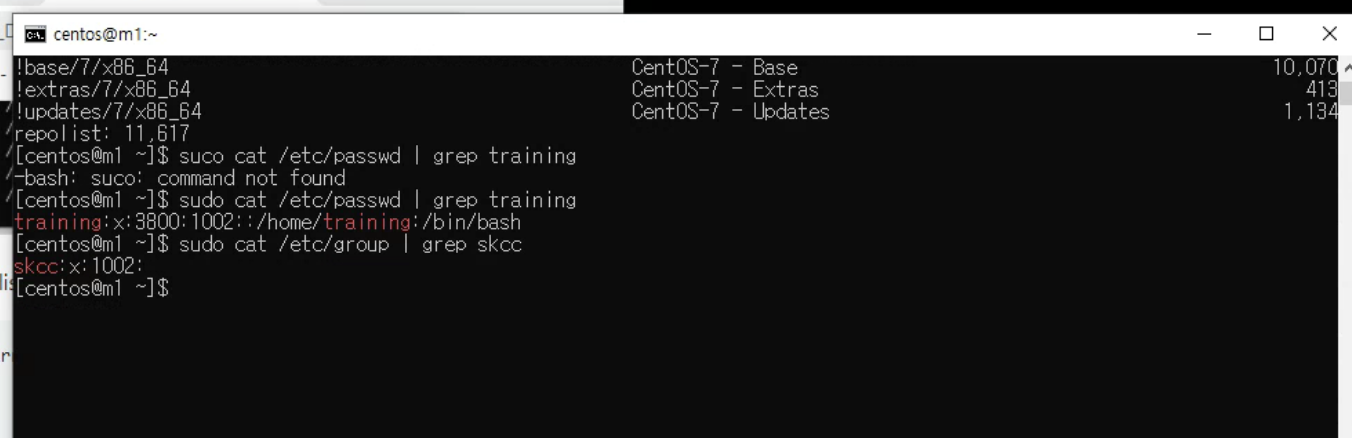 centos@m1:~
!base/7/x86_64 CentOS-7 - Base 10,070
!extras/7/x86_64 CentOS-7 - Extras 413
!updates/7/x86_64 CentOS-7 - Updates 1,134
repolist: 11,617
[centos@m1 ~]$ suco cat /etc/passwd | grep training
-bash: suco: command not found
[centos@m1 ~]$ sudo cat /etc/passwd | grep training
training:x:3800:1002::/home/training:/bin/bash
[centos@m1 ~]$ sudo cat /etc/group | grep skcc
skcc:x:1002:
[centos@m1 ~]$